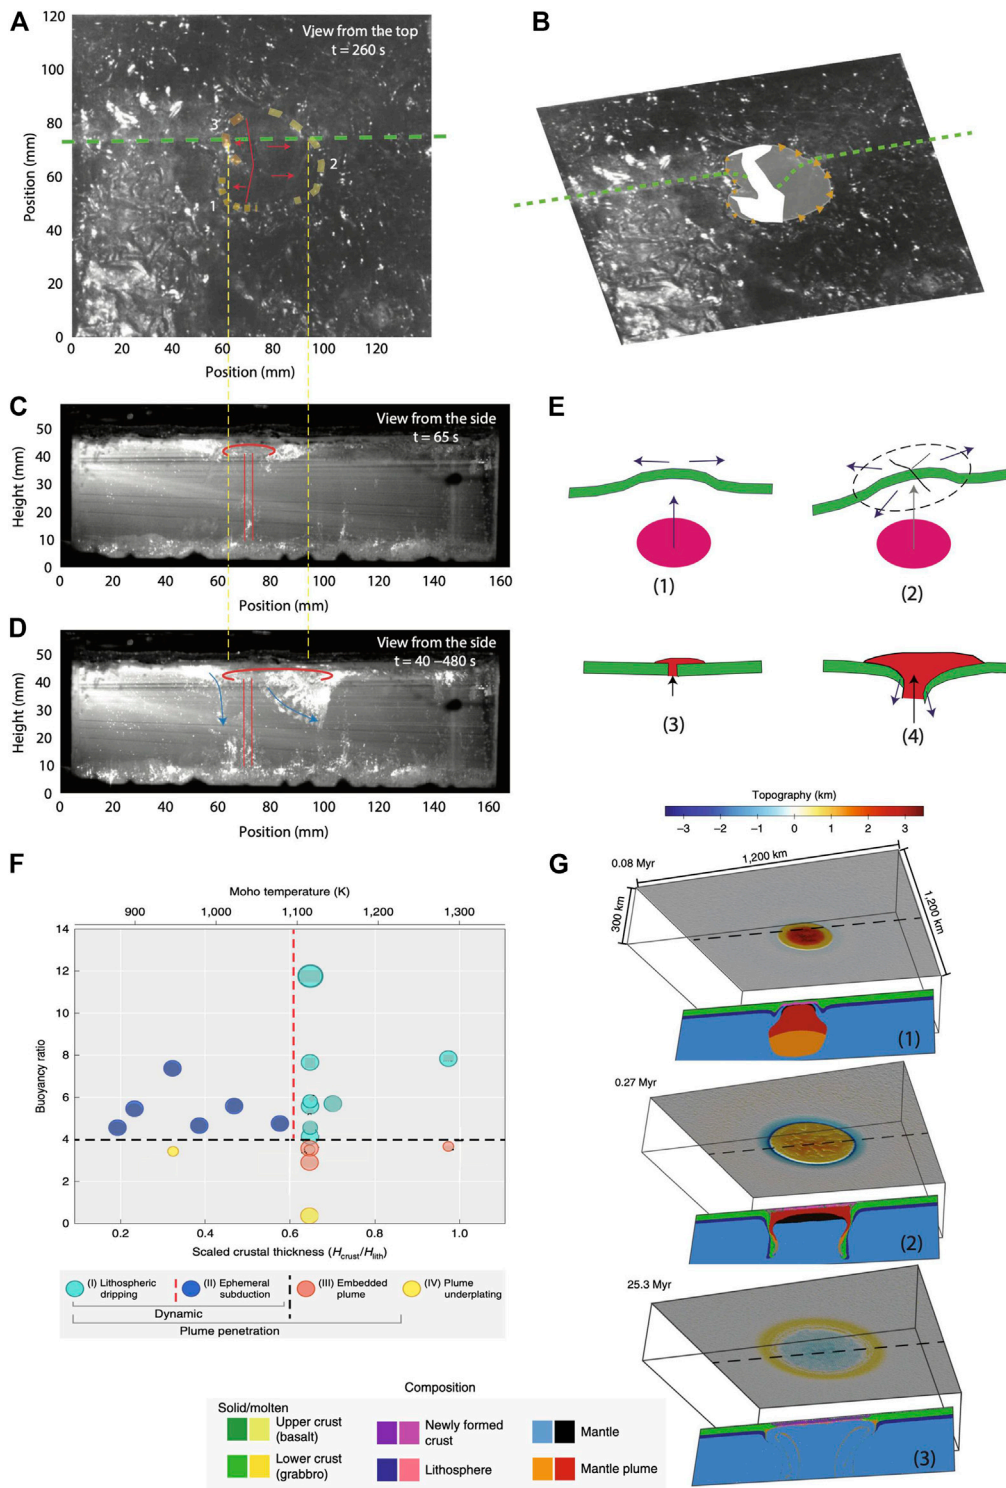 A
View from the top
t = 260 s
Position (mm)
120
100
80
60
40
20
0
3
2
1
0
20
40
60
80
100
120
Position (mm)
B
C
View from the side
t = 65 s
Height (mm)
50
40
30
20
10
0
0
20
40
60
80
100
120
140
160
Position (mm)
D
View from the side
t = 40 –480 s
Height (mm)
50
40
30
20
10
0
0
20
40
60
80
100
120
140
160
Position (mm)
E
(1)
(2)
(3)
(4)
F
Moho temperature (K)
900
1,000
1,100
1,200
1,300
Buoyancy ratio
14
12
10
8
6
4
2
0
0.2
0.4
0.6
0.8
1.0
Scaled crustal thickness (Hcrust/Hlith)
(I) Lithospheric
dripping
(II) Ephemeral
subduction
(III) Embedded
plume
(IV) Plume
underplating
Dynamic
Plume penetration
Topography (km)
−3 −2 −1 0 1 2 3
G
0.08 Myr
1,200 km
1,200 km
300 km
(1)
0.27 Myr
(2)
25.3 Myr
(3)
Composition
Solid/molten
Upper crust
(basalt)
Lower crust
(grabbro)
Newly formed
crust
Lithosphere
Mantle
Mantle plume